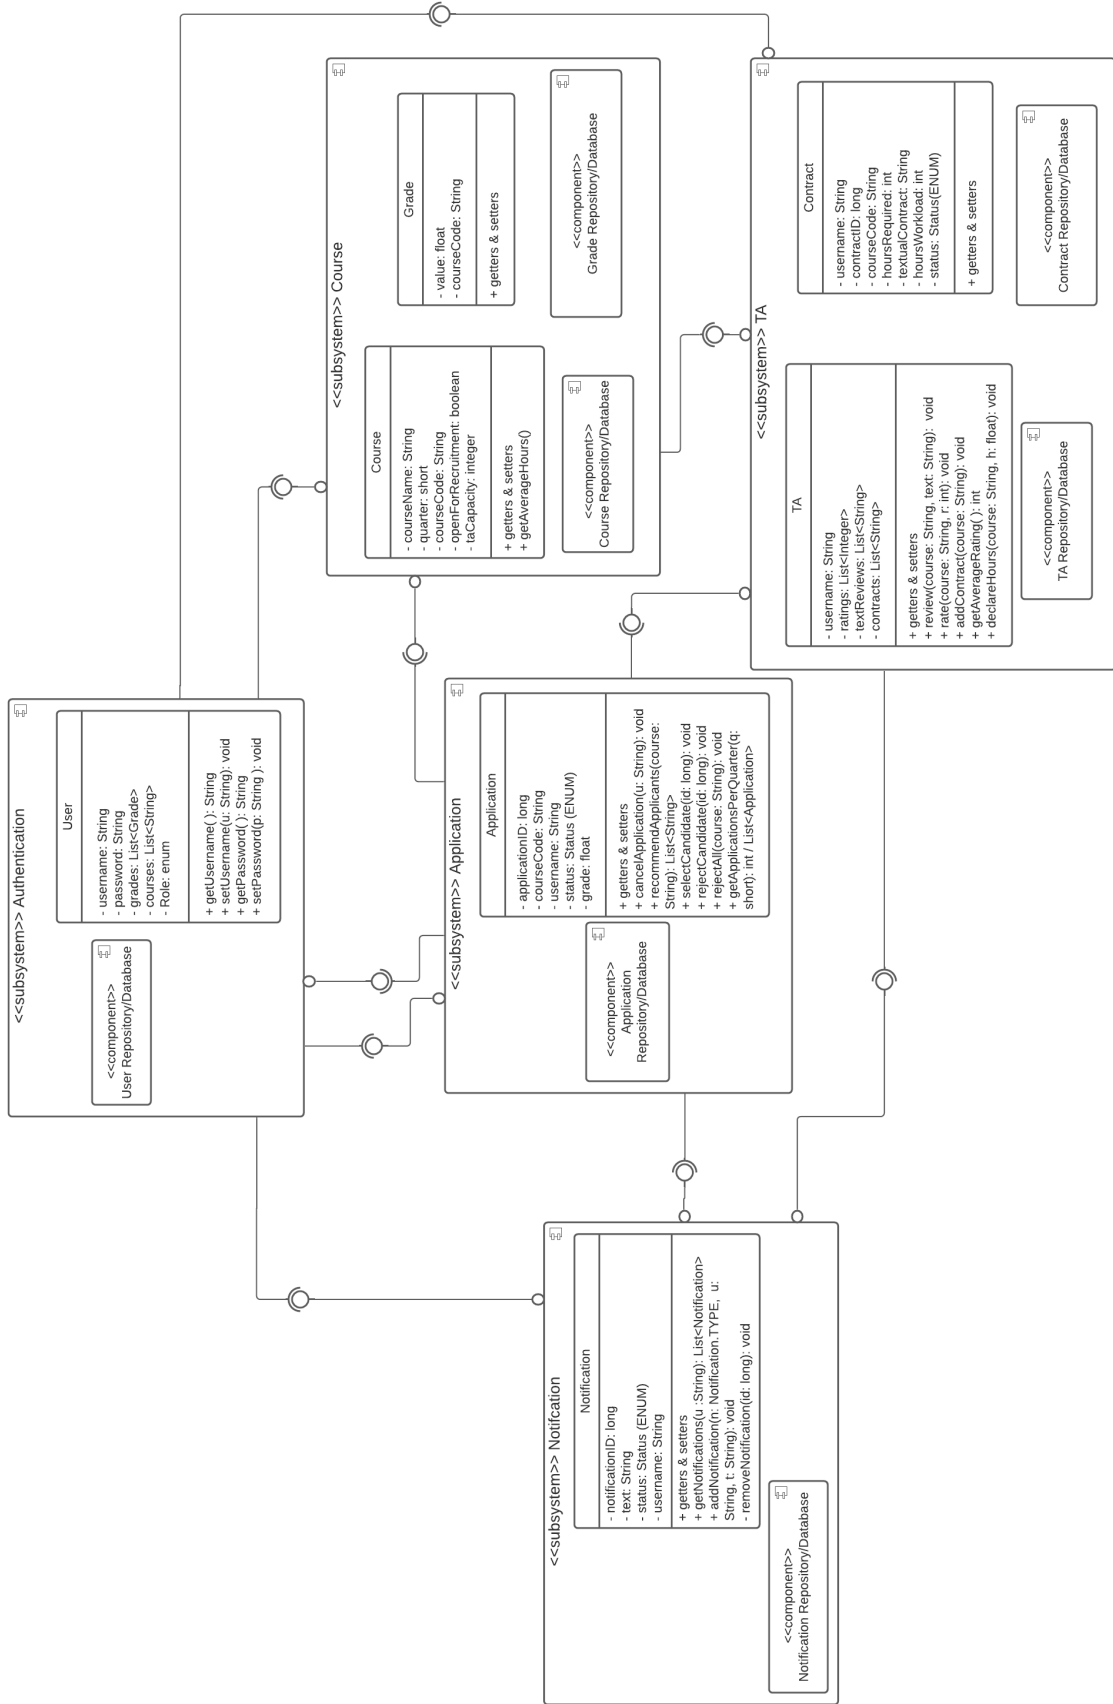 <<subsystem>> Authentication
<<component>>
User Repository/Database
User
- username: String
- password: String
- grades: List<Grade>
- courses: List<String>
- Role: enum
+ getUsername( ): String
+ setUsername(u: String): void
+ getPassword( ): String
+ setPassword(p: String ): void
<<subsystem>> Course
Course
- courseName: String
- quarter: short
- courseCode: String
- openForRecruitment: boolean
- taCapacity: integer
+ getters & setters
+ getAverageHours()
Grade
- value: float
- courseCode: String
+ getters & setters
<<component>>
Course Repository/Database
<<component>>
Grade Repository/Database
<<subsystem>> Application
Application
- applicationID: long
- courseCode: String
- username: String
- status: Status (ENUM)
- grade: float
+ getters & setters
+ cancelApplication(u: String): void
+ recommendApplicants(course:
String): List<String>
+ selectCandidate(id: long): void
+ rejectCandidate(id: long): void
+ rejectAll(course: String): void
+ getApplicationsPerQuarter(q:
short): int / List<Application>
<<component>>
Application
Repository/Database
<<subsystem>> TA
TA
- username: String
- ratings: List<Integer>
- textReviews: List<String>
- contracts: List<String>
+ getters & setters
+ review(course: String, text: String): void
+ rate(course: String, r: int): void
+ addContract(course: String): void
+ getAverageRating( ): int
+ declareHours(course: String, h: float): void
Contract
- username: String
- contractID: long
- courseCode: String
- hoursRequired: int
- textualContract: String
- hoursWorkload: int
- status: Status(ENUM)
+ getters & setters
<<component>>
TA Repository/Database
<<component>>
Contract Repository/Database
<<subsystem>> Notifcation
Notification
- notificationID: long
- text: String
- status: Status (ENUM)
- username: String
+ getters & setters
+ getNotifications(u :String): List<Notification>
+ addNotification(n: Notification.TYPE, u:
String, t: String): void
- removeNotification(id: long): void
<<component>>
Notification Repository/Database